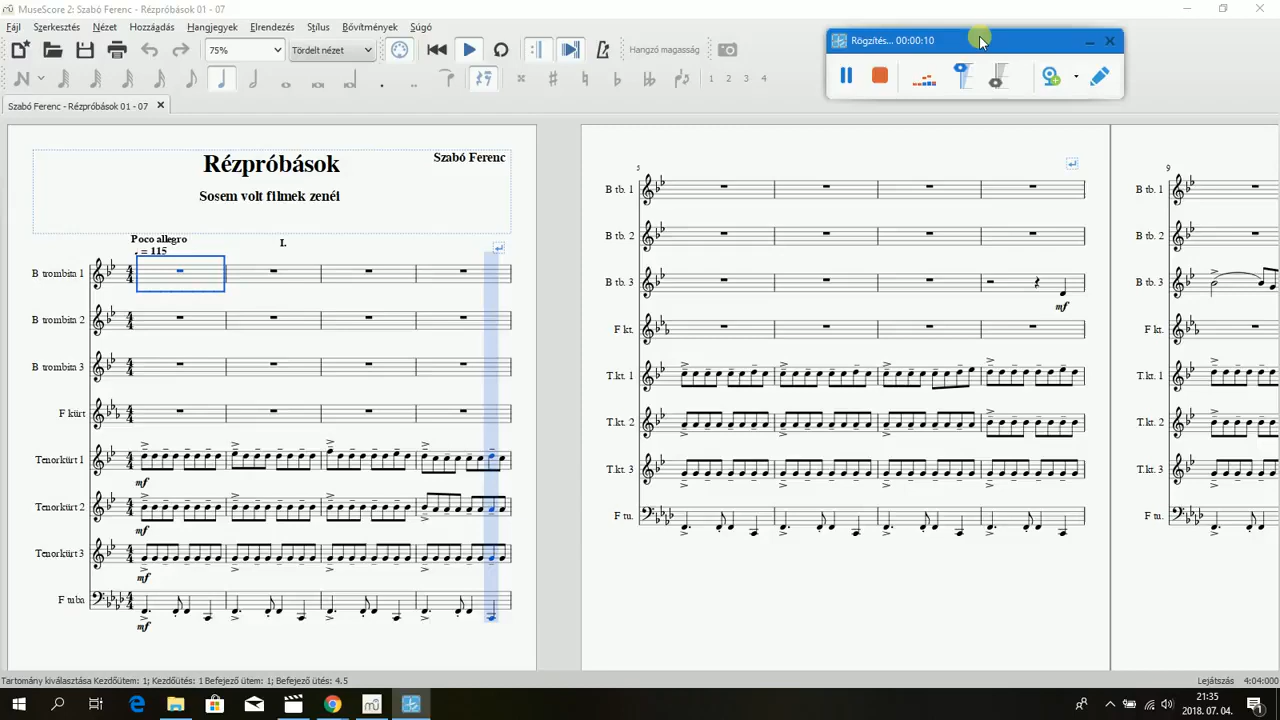 MuseScore 2: Szabó Ferenc - Rézpróbások 01 - 07
Fájl Szerkesztés Nézet Hozzáadás Hangjegyek Elrendezés Stílus Bővítmények Súgó
75% Tördelt nézet Hangzó magasság
1 2 3 4
Rögzítés... 00:00:10
Szabó Ferenc - Rézpróbások 01 - 07
Rézpróbások
Szabó Ferenc
Sosem volt filmek zenéi
Poco allegro
= 115
I.
B trombita 1
B trombita 2
B trombita 3
F kürt
Tenorkürt 1
mf
Tenorkürt 2
mf
Tenorkürt 3
mf
F tuba
mf
5
B tb. 1
B tb. 2
B tb. 3
mf
F kt.
T.kt. 1
T.kt. 2
T.kt. 3
F tu.
9
B tb. 1
B tb. 2
B tb. 3
F kt.
T.kt. 1
T.kt. 2
T.kt. 3
F tu.
Tartomány kiválasztása Kezdőütem: 1; Kezdőütés: 1 Befejező ütem: 1; Befejező ütés: 4.5
Lejátszás 4:04:000
21:35
2018. 07. 04.